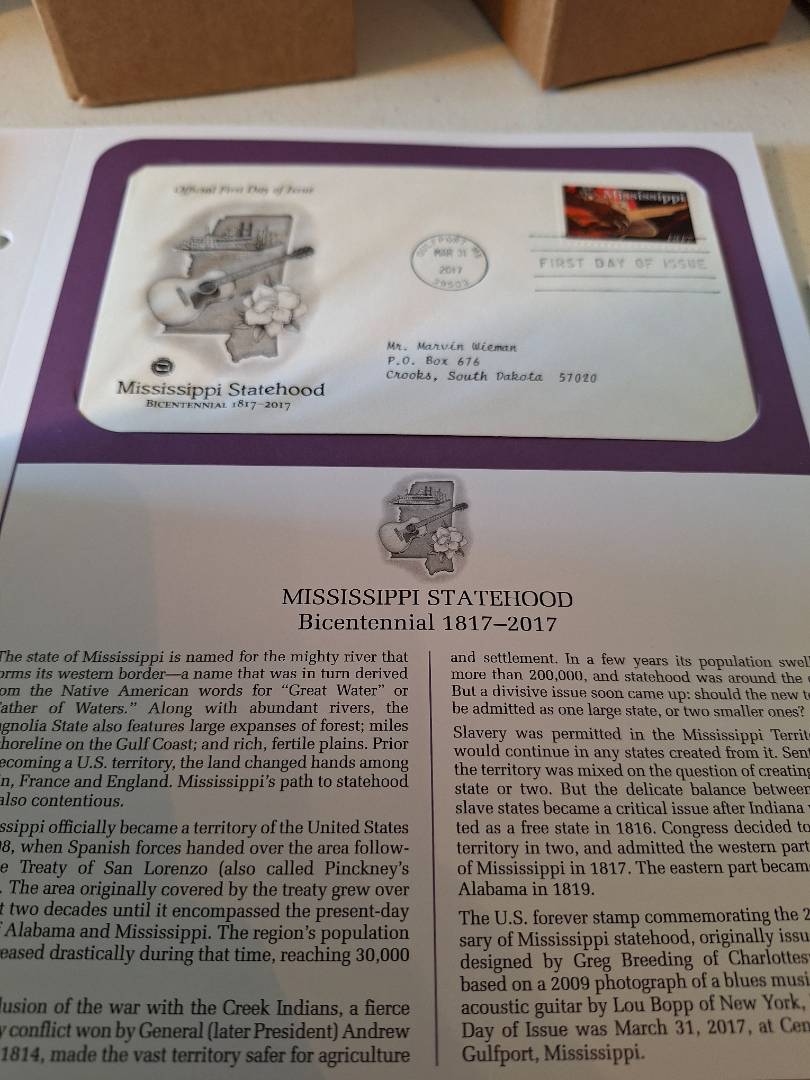 Official First Day of Issue
Mississippi
1817
GULFPORT, MS
MAR 31
2017
39503
FIRST DAY OF ISSUE
Mr. Marvin Wieman
P.O. Box 676
Crooks, South Dakota 57020
Mississippi Statehood
BICENTENNIAL 1817–2017
MISSISSIPPI STATEHOOD
Bicentennial 1817–2017
The state of Mississippi is named for the mighty river that
orms its western border—a name that was in turn derived
om the Native American words for “Great Water” or
ather of Waters.” Along with abundant rivers, the
gnolia State also features large expanses of forest; miles
horeline on the Gulf Coast; and rich, fertile plains. Prior
ecoming a U.S. territory, the land changed hands among
in, France and England. Mississippi’s path to statehood
also contentious.
ssippi officially became a territory of the United States
98, when Spanish forces handed over the area follow-
e Treaty of San Lorenzo (also called Pinckney’s
. The area originally covered by the treaty grew over
t two decades until it encompassed the present-day
f Alabama and Mississippi. The region’s population
eased drastically during that time, reaching 30,000
lusion of the war with the Creek Indians, a fierce
y conflict won by General (later President) Andrew
1814, made the vast territory safer for agriculture
and settlement. In a few years its population swel
more than 200,000, and statehood was around the
But a divisive issue soon came up: should the new t
be admitted as one large state, or two smaller ones?
Slavery was permitted in the Mississippi Territ
would continue in any states created from it. Sent
the territory was mixed on the question of creating
state or two. But the delicate balance between
slave states became a critical issue after Indiana
ted as a free state in 1816. Congress decided to
territory in two, and admitted the western part
of Mississippi in 1817. The eastern part becam
Alabama in 1819.
The U.S. forever stamp commemorating the 2
sary of Mississippi statehood, originally issu
designed by Greg Breeding of Charlottes
based on a 2009 photograph of a blues musi
acoustic guitar by Lou Bopp of New York,
Day of Issue was March 31, 2017, at Cen
Gulfport, Mississippi.